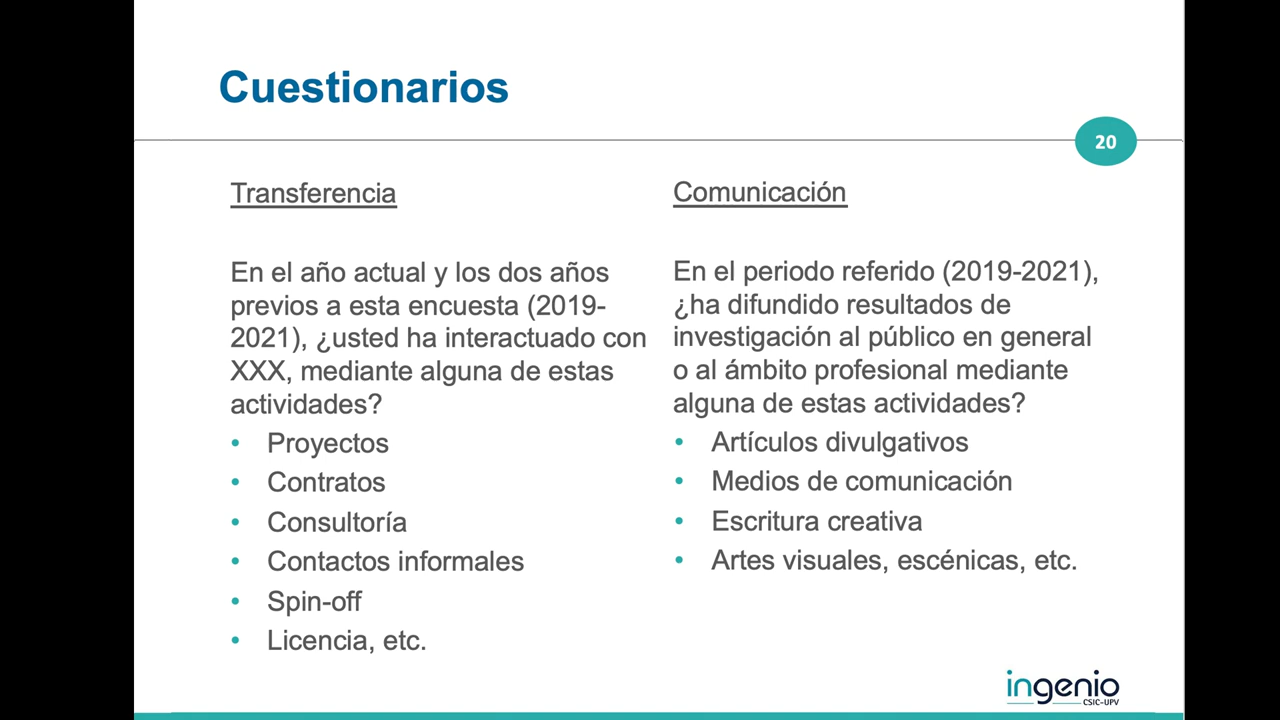 Cuestionarios
20
Transferencia
En el año actual y los dos años
previos a esta encuesta (2019-
2021), ¿usted ha interactuado con
XXX, mediante alguna de estas
actividades?
• Proyectos
• Contratos
• Consultoría
• Contactos informales
• Spin-off
• Licencia, etc.
Comunicación
En el periodo referido (2019-2021),
¿ha difundido resultados de
investigación al público en general
o al ámbito profesional mediante
alguna de estas actividades?
• Artículos divulgativos
• Medios de comunicación
• Escritura creativa
• Artes visuales, escénicas, etc.
ingenio
CSIC-UPV